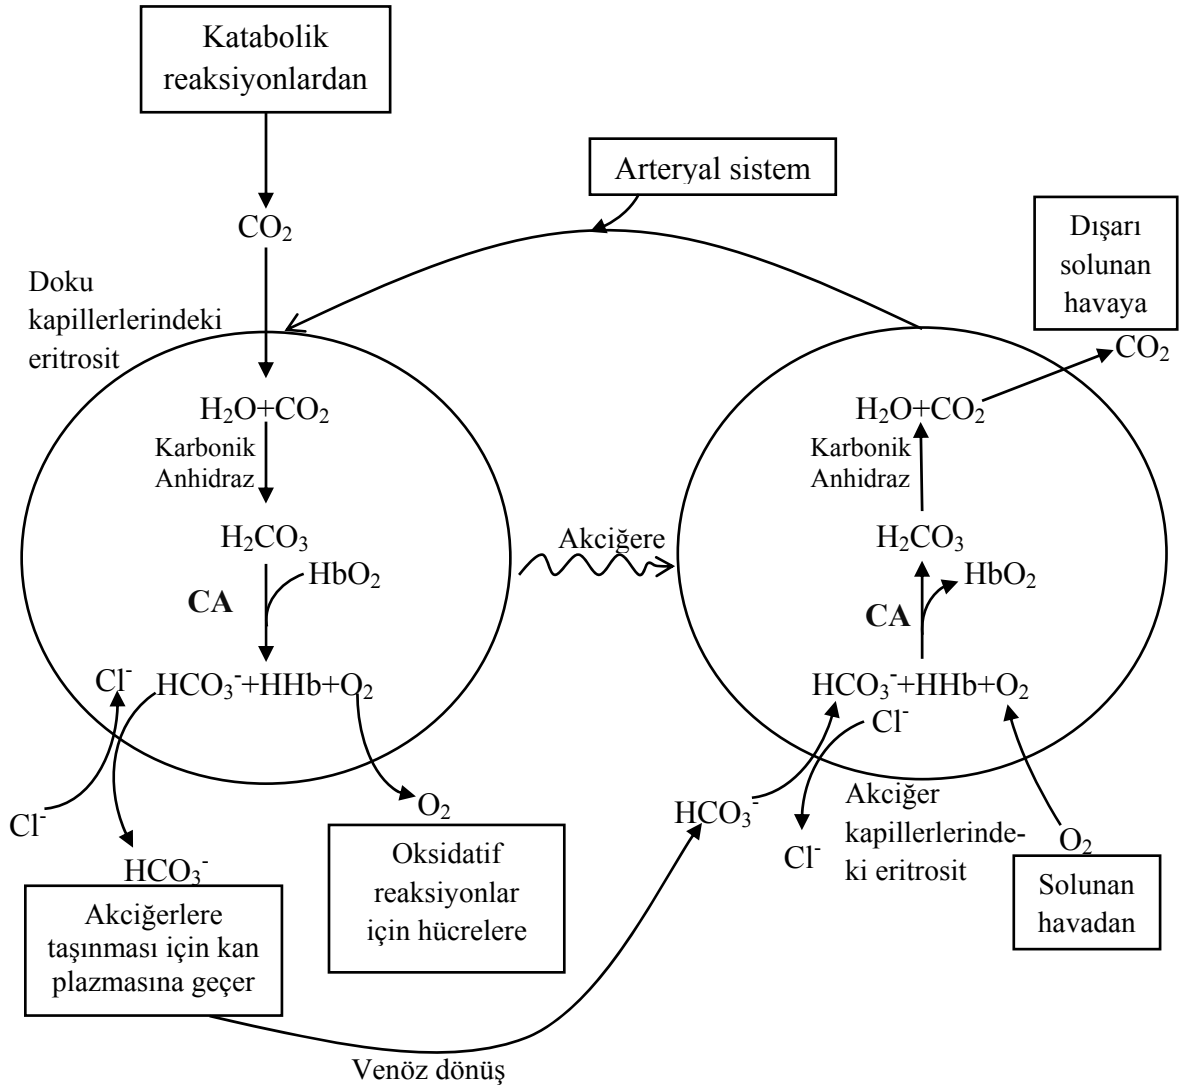 Katabolik
reaksiyonlardan
Arteryal sistem
CO₂
Dışarı
solunan
havaya
CO₂
Doku
kapillerlerindeki
eritrosit
H₂O+CO₂
Karbonik
Anhidraz
H₂CO₃
HbO₂
CA
Cl⁻
HCO₃⁻+HHb+O₂
Cl⁻
HCO₃⁻
Akciğerlere
taşınması için kan
plazmasına geçer
O₂
Oksidatif
reaksiyonlar
için hücrelere
Akciğere
H₂O+CO₂
Karbonik
Anhidraz
H₂CO₃
HbO₂
CA
HCO₃⁻+HHb+O₂
Cl⁻
HCO₃⁻
Cl⁻
Akciğer
kapillerlerinde-
ki eritrosit
O₂
Solunan
havadan
Venöz dönüş